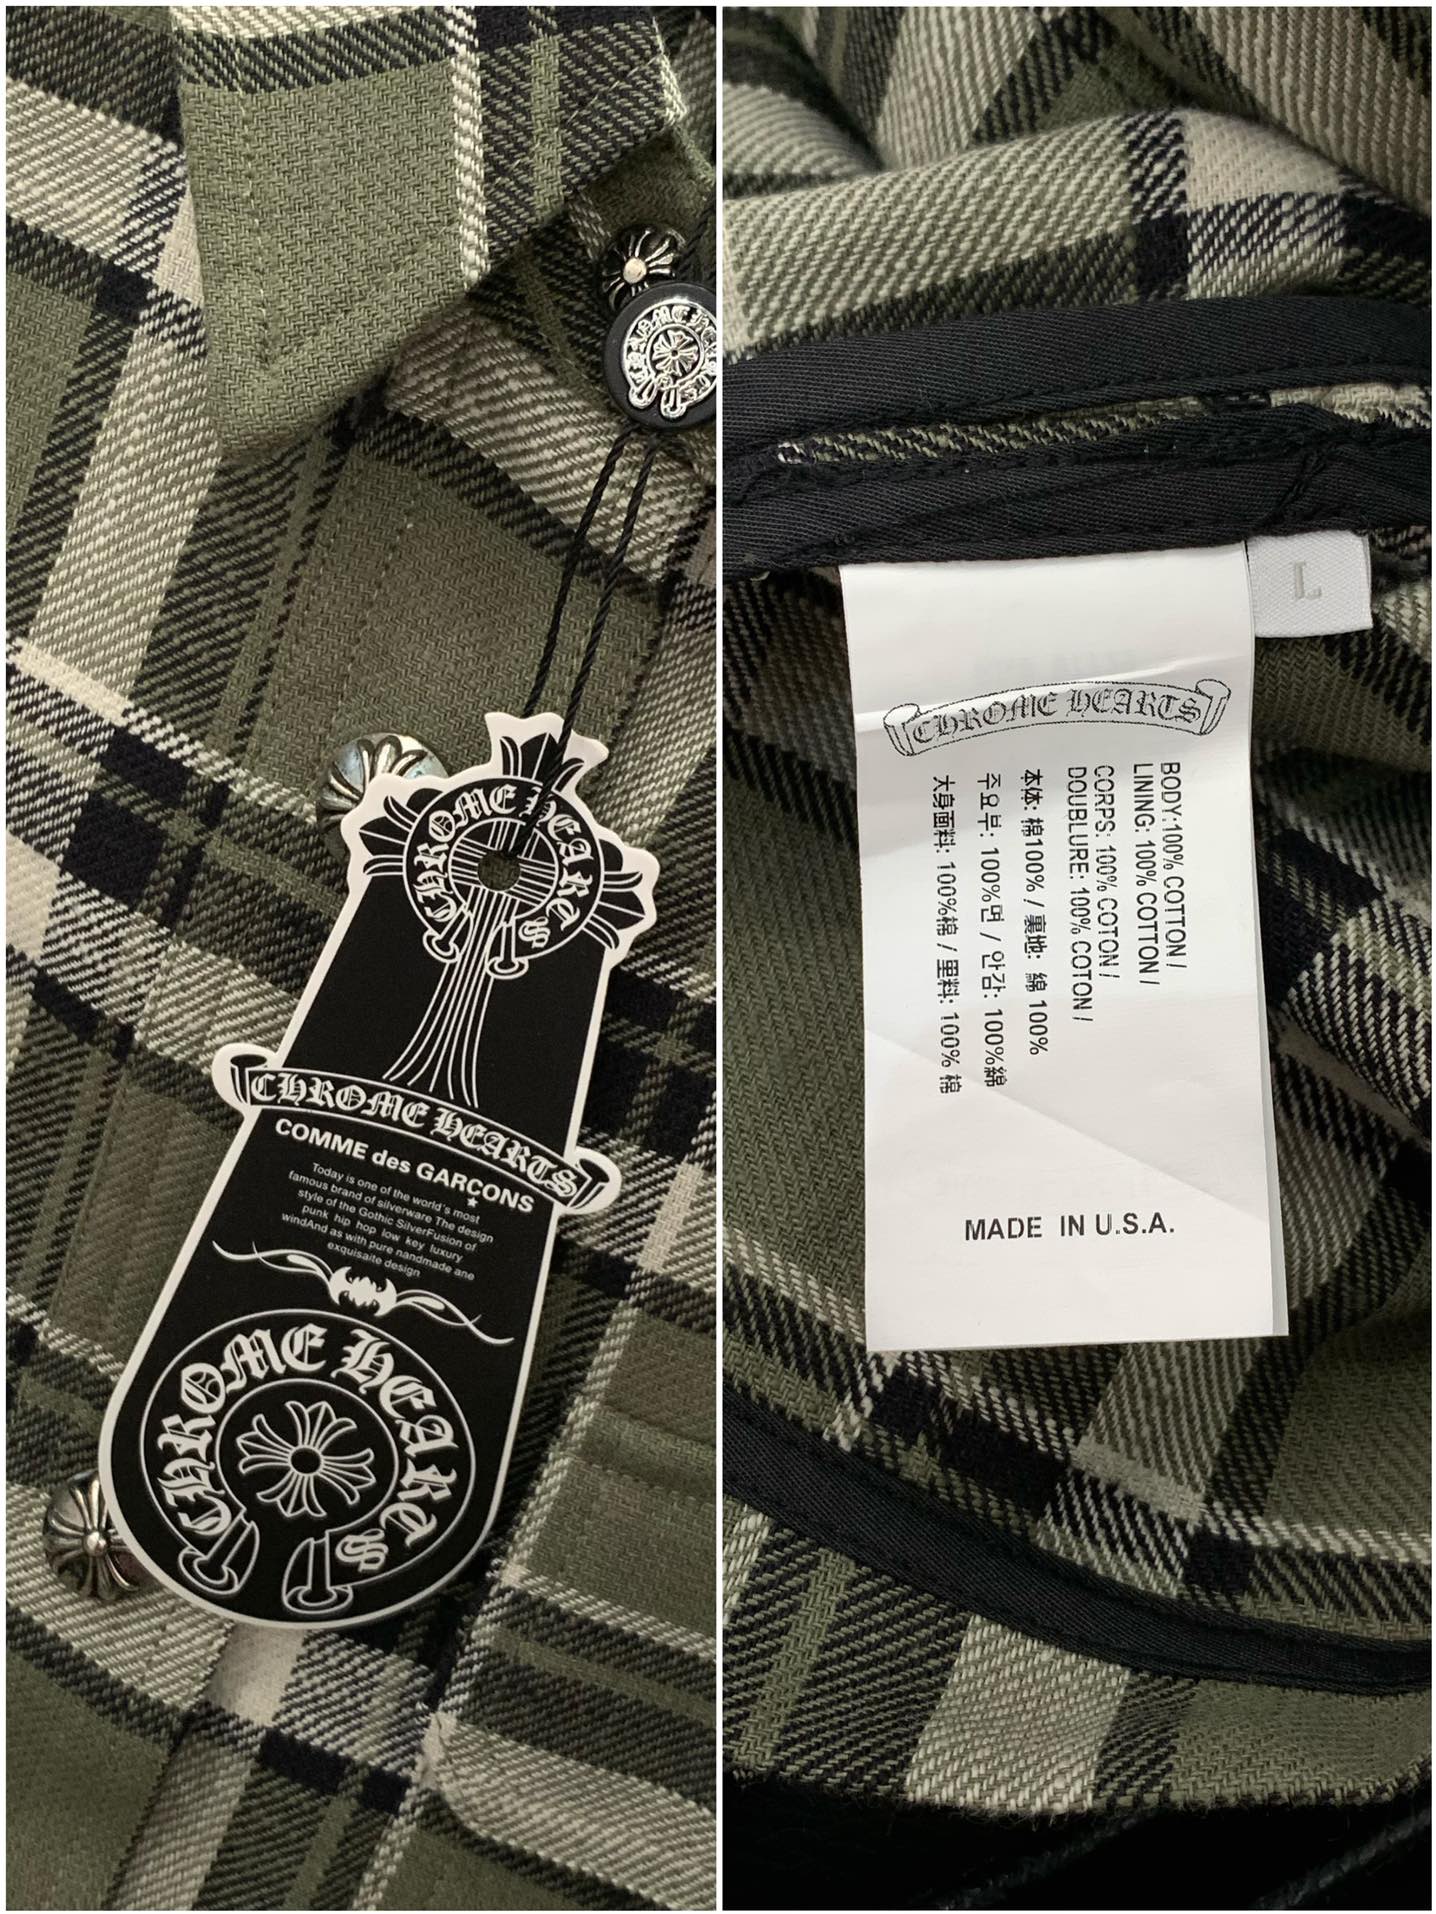 CHROME HEARTS
CHROME HEARTS
CHROME HEARTS
COMME des GARÇONS
Today is one of the world's most
famous brand of silverware The design
style of the Gothic SilverFusion of
punk hip hop low key luxury
windAnd as with pure nandmade ane
exquisaite design
CHROME HEARTS
L
CHROME HEARTS
BODY:100% COTTON /
LINING: 100% COTTON /
CORPS: 100% COTON /
DOUBLURE: 100% COTON /
本体: 棉100% / 裏地: 綿 100%
주요부: 100%면 / 안감: 100%綿
大身面料: 100%棉 / 里料: 100% 棉
MADE IN U.S.A.